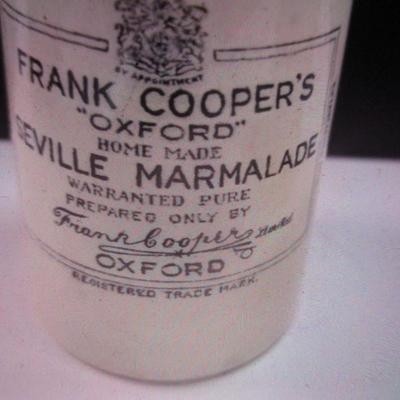 BY APPOINTMENT
FRANK COOPER'S
"OXFORD"
HOME MADE
SEVILLE MARMALADE
WARRANTED PURE
PREPARED ONLY BY
Frank Cooper Limited
OXFORD
REGISTERED TRADE MARK.